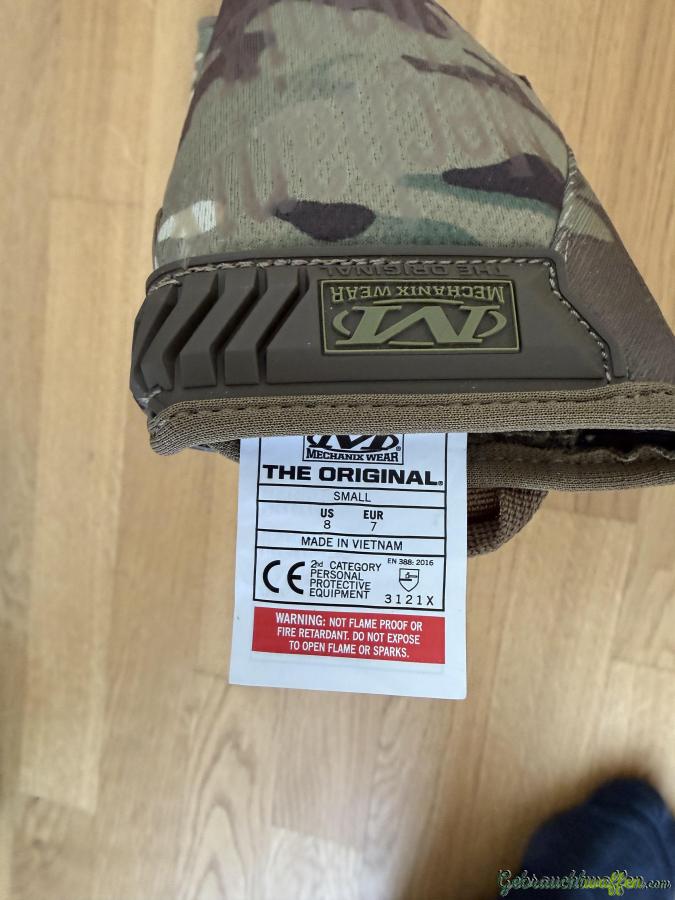 Mechanix
THE ORIGINAL
MECHANIX WEAR
MECHANIX WEAR
THE ORIGINAL®
SMALL
US EUR
8 7
MADE IN VIETNAM
CE
2nd CATEGORY
PERSONAL
PROTECTIVE
EQUIPMENT
EN 388: 2016
3121X
WARNING: NOT FLAME PROOF OR
FIRE RETARDANT. DO NOT EXPOSE
TO OPEN FLAME OR SPARKS.
Gebrauchtwaffen.com